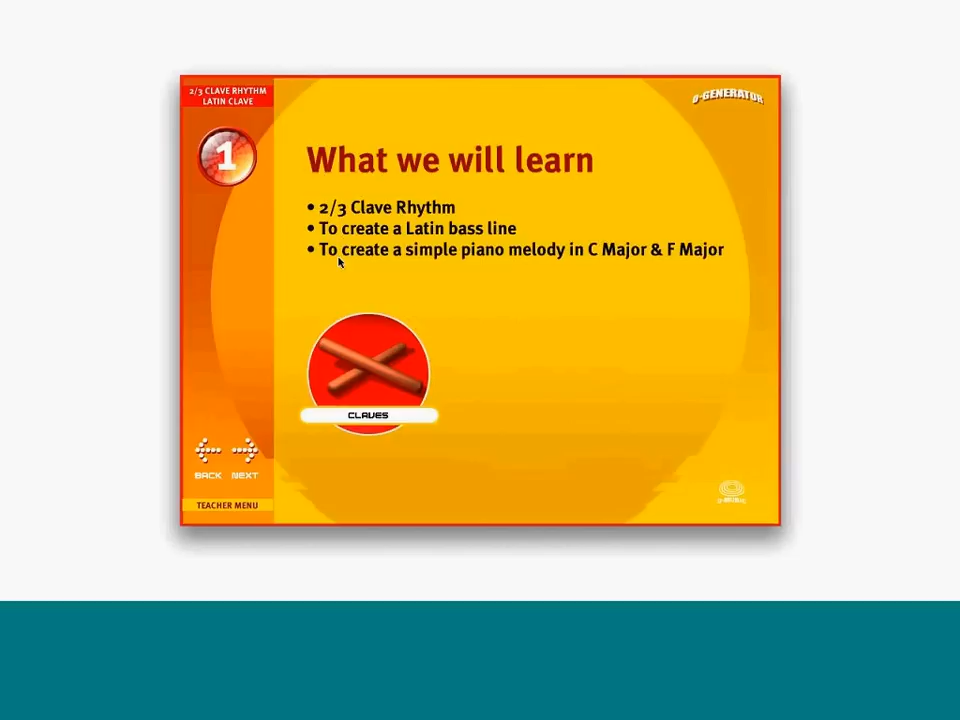 2/3 CLAVE RHYTHM
LATIN CLAVE
1
O-GENERATOR
What we will learn
• 2/3 Clave Rhythm
• To create a Latin bass line
• To create a simple piano melody in C Major & F Major
CLAVES
BACK NEXT
TEACHER MENU